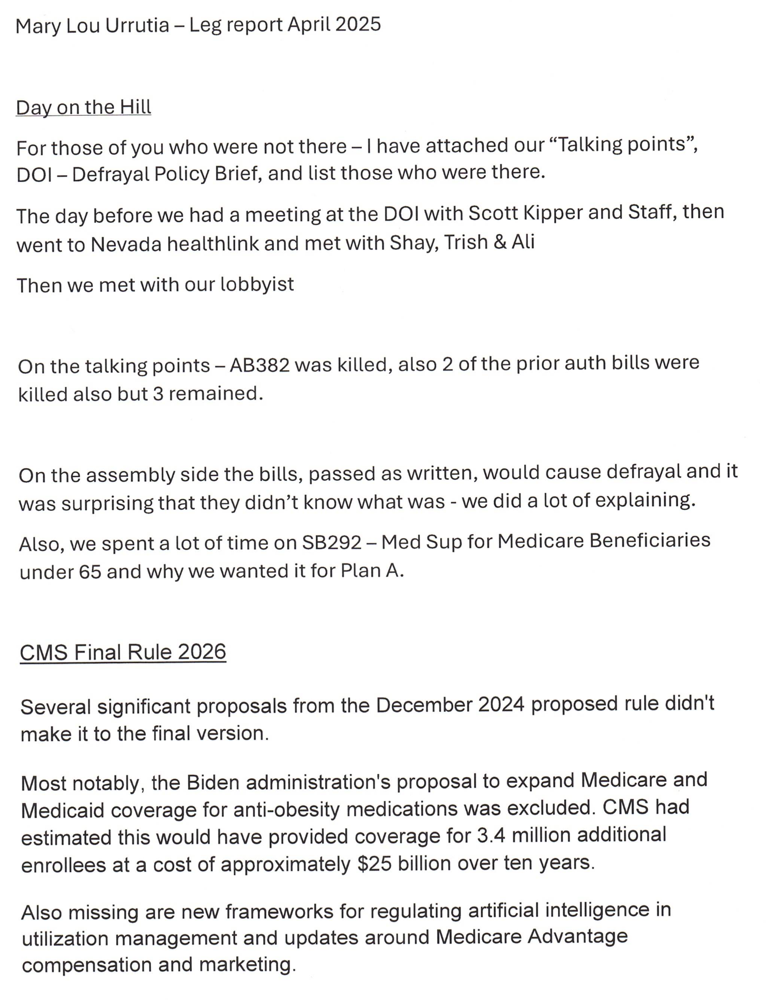 Mary Lou Urrutia – Leg report April 2025
Day on the Hill
For those of you who were not there – I have attached our “Talking points”,
DOI – Defrayal Policy Brief, and list those who were there.
The day before we had a meeting at the DOI with Scott Kipper and Staff, then
went to Nevada healthlink and met with Shay, Trish & Ali
Then we met with our lobbyist
On the talking points – AB382 was killed, also 2 of the prior auth bills were
killed also but 3 remained.
On the assembly side the bills, passed as written, would cause defrayal and it
was surprising that they didn’t know what was - we did a lot of explaining.
Also, we spent a lot of time on SB292 – Med Sup for Medicare Beneficiaries
under 65 and why we wanted it for Plan A.
CMS Final Rule 2026
Several significant proposals from the December 2024 proposed rule didn't
make it to the final version.
Most notably, the Biden administration's proposal to expand Medicare and
Medicaid coverage for anti-obesity medications was excluded. CMS had
estimated this would have provided coverage for 3.4 million additional
enrollees at a cost of approximately $25 billion over ten years.
Also missing are new frameworks for regulating artificial intelligence in
utilization management and updates around Medicare Advantage
compensation and marketing.